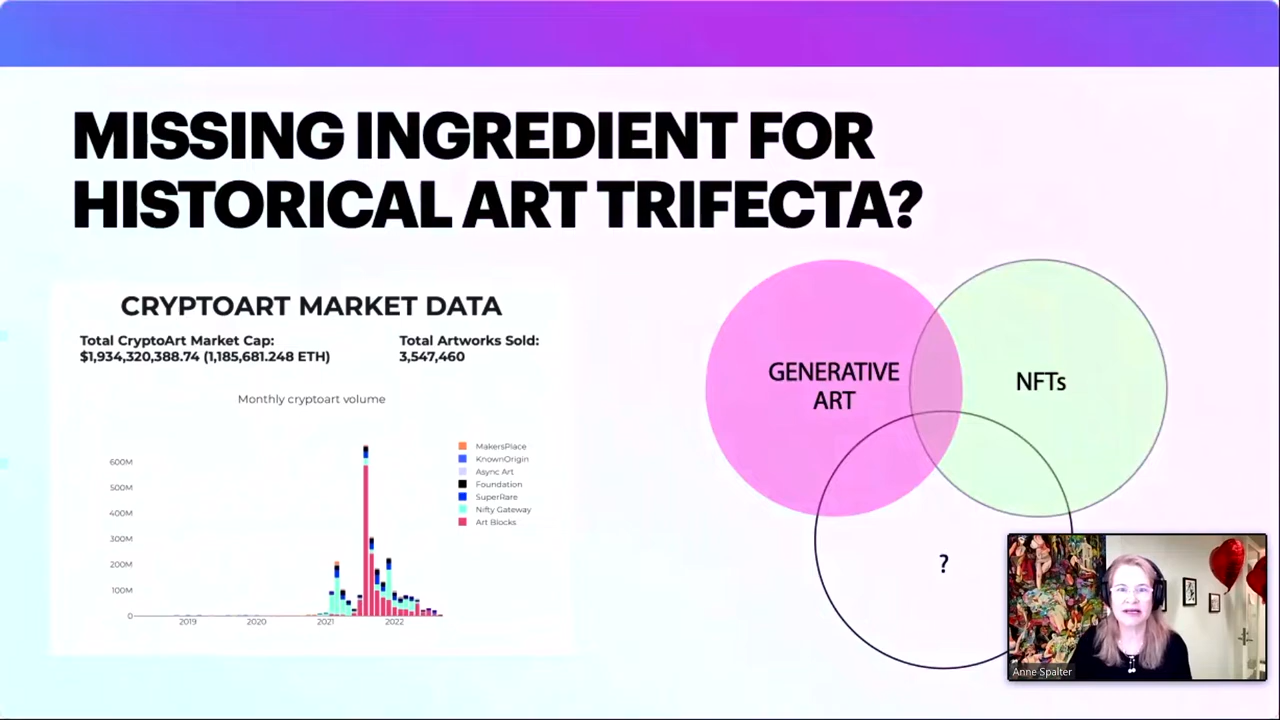 MISSING INGREDIENT FOR
HISTORICAL ART TRIFECTA?
CRYPTOART MARKET DATA
Total CryptoArt Market Cap:
$1,934,320,388.74 (1,185,681.248 ETH)
Total Artworks Sold:
3,547,460
Monthly cryptoart volume
600M
500M
400M
300M
200M
100M
0
2019
2020
2021
2022
MakersPlace
KnownOrigin
Async Art
Foundation
SuperRare
Nifty Gateway
Art Blocks
GENERATIVE
ART
NFTs
?
Anne Spalter